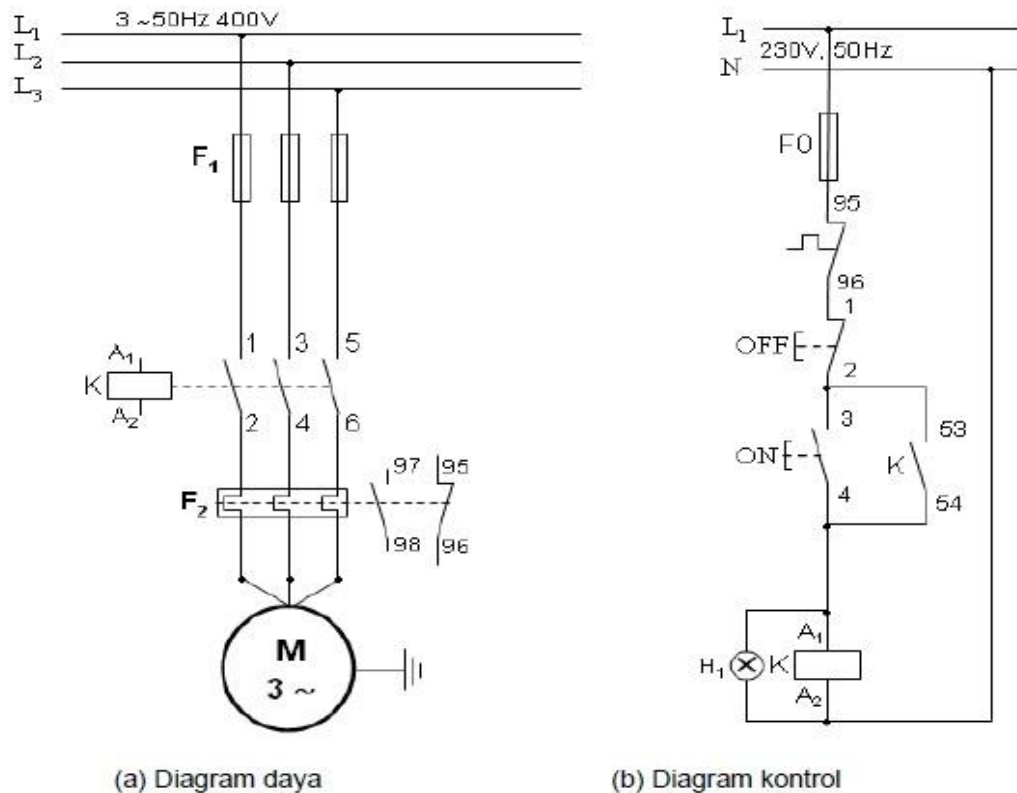 L₁ 3 ~50Hz 400V
L₂
L₃
F₁
1 3 5
A₁
K
A₂
2 4 6
97 95
F₂
98 96
M
3 ~
(a) Diagram daya
L₁
230V, 50Hz
N
F0
95
96
1
OFF
2
3
53
ON
K
4
54
A₁
H₁ K
A₂
(b) Diagram kontrol